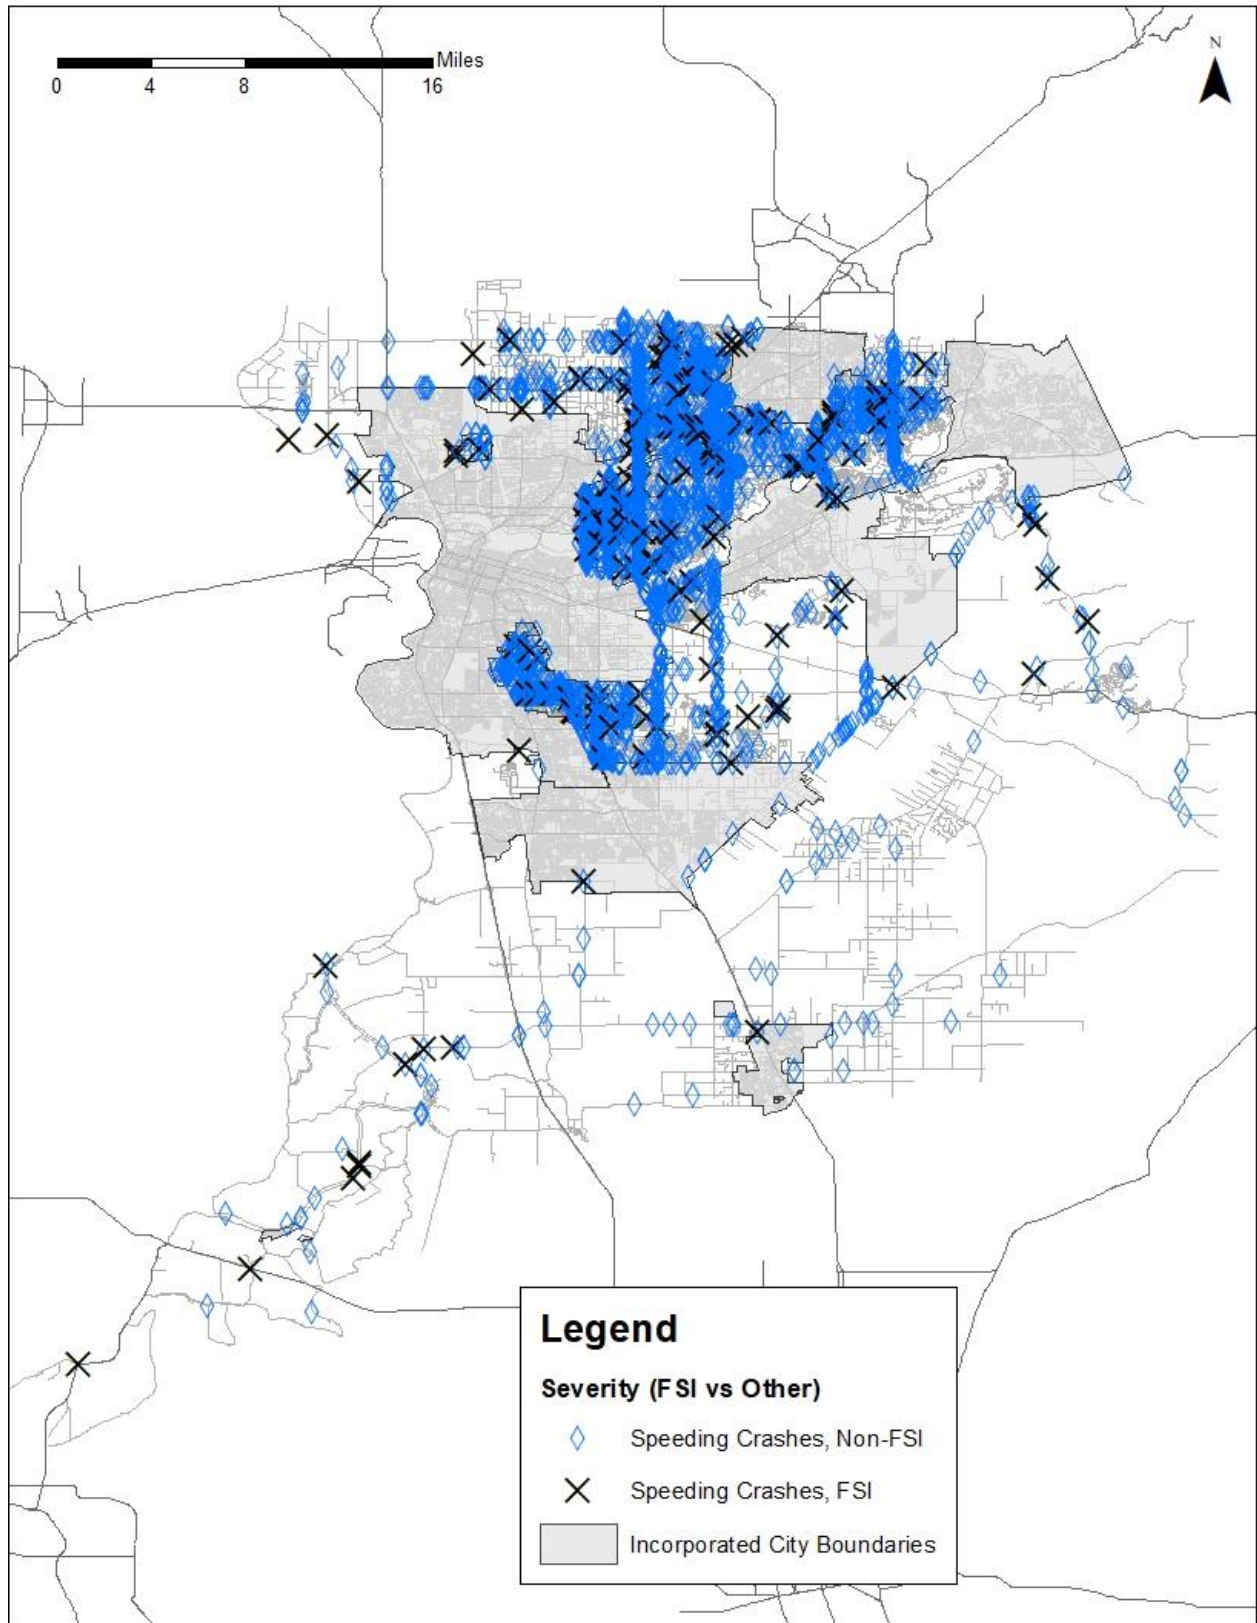 Miles
0 4 8 16
N
Legend
Severity (FSI vs Other)
Speeding Crashes, Non-FSI
Speeding Crashes, FSI
Incorporated City Boundaries